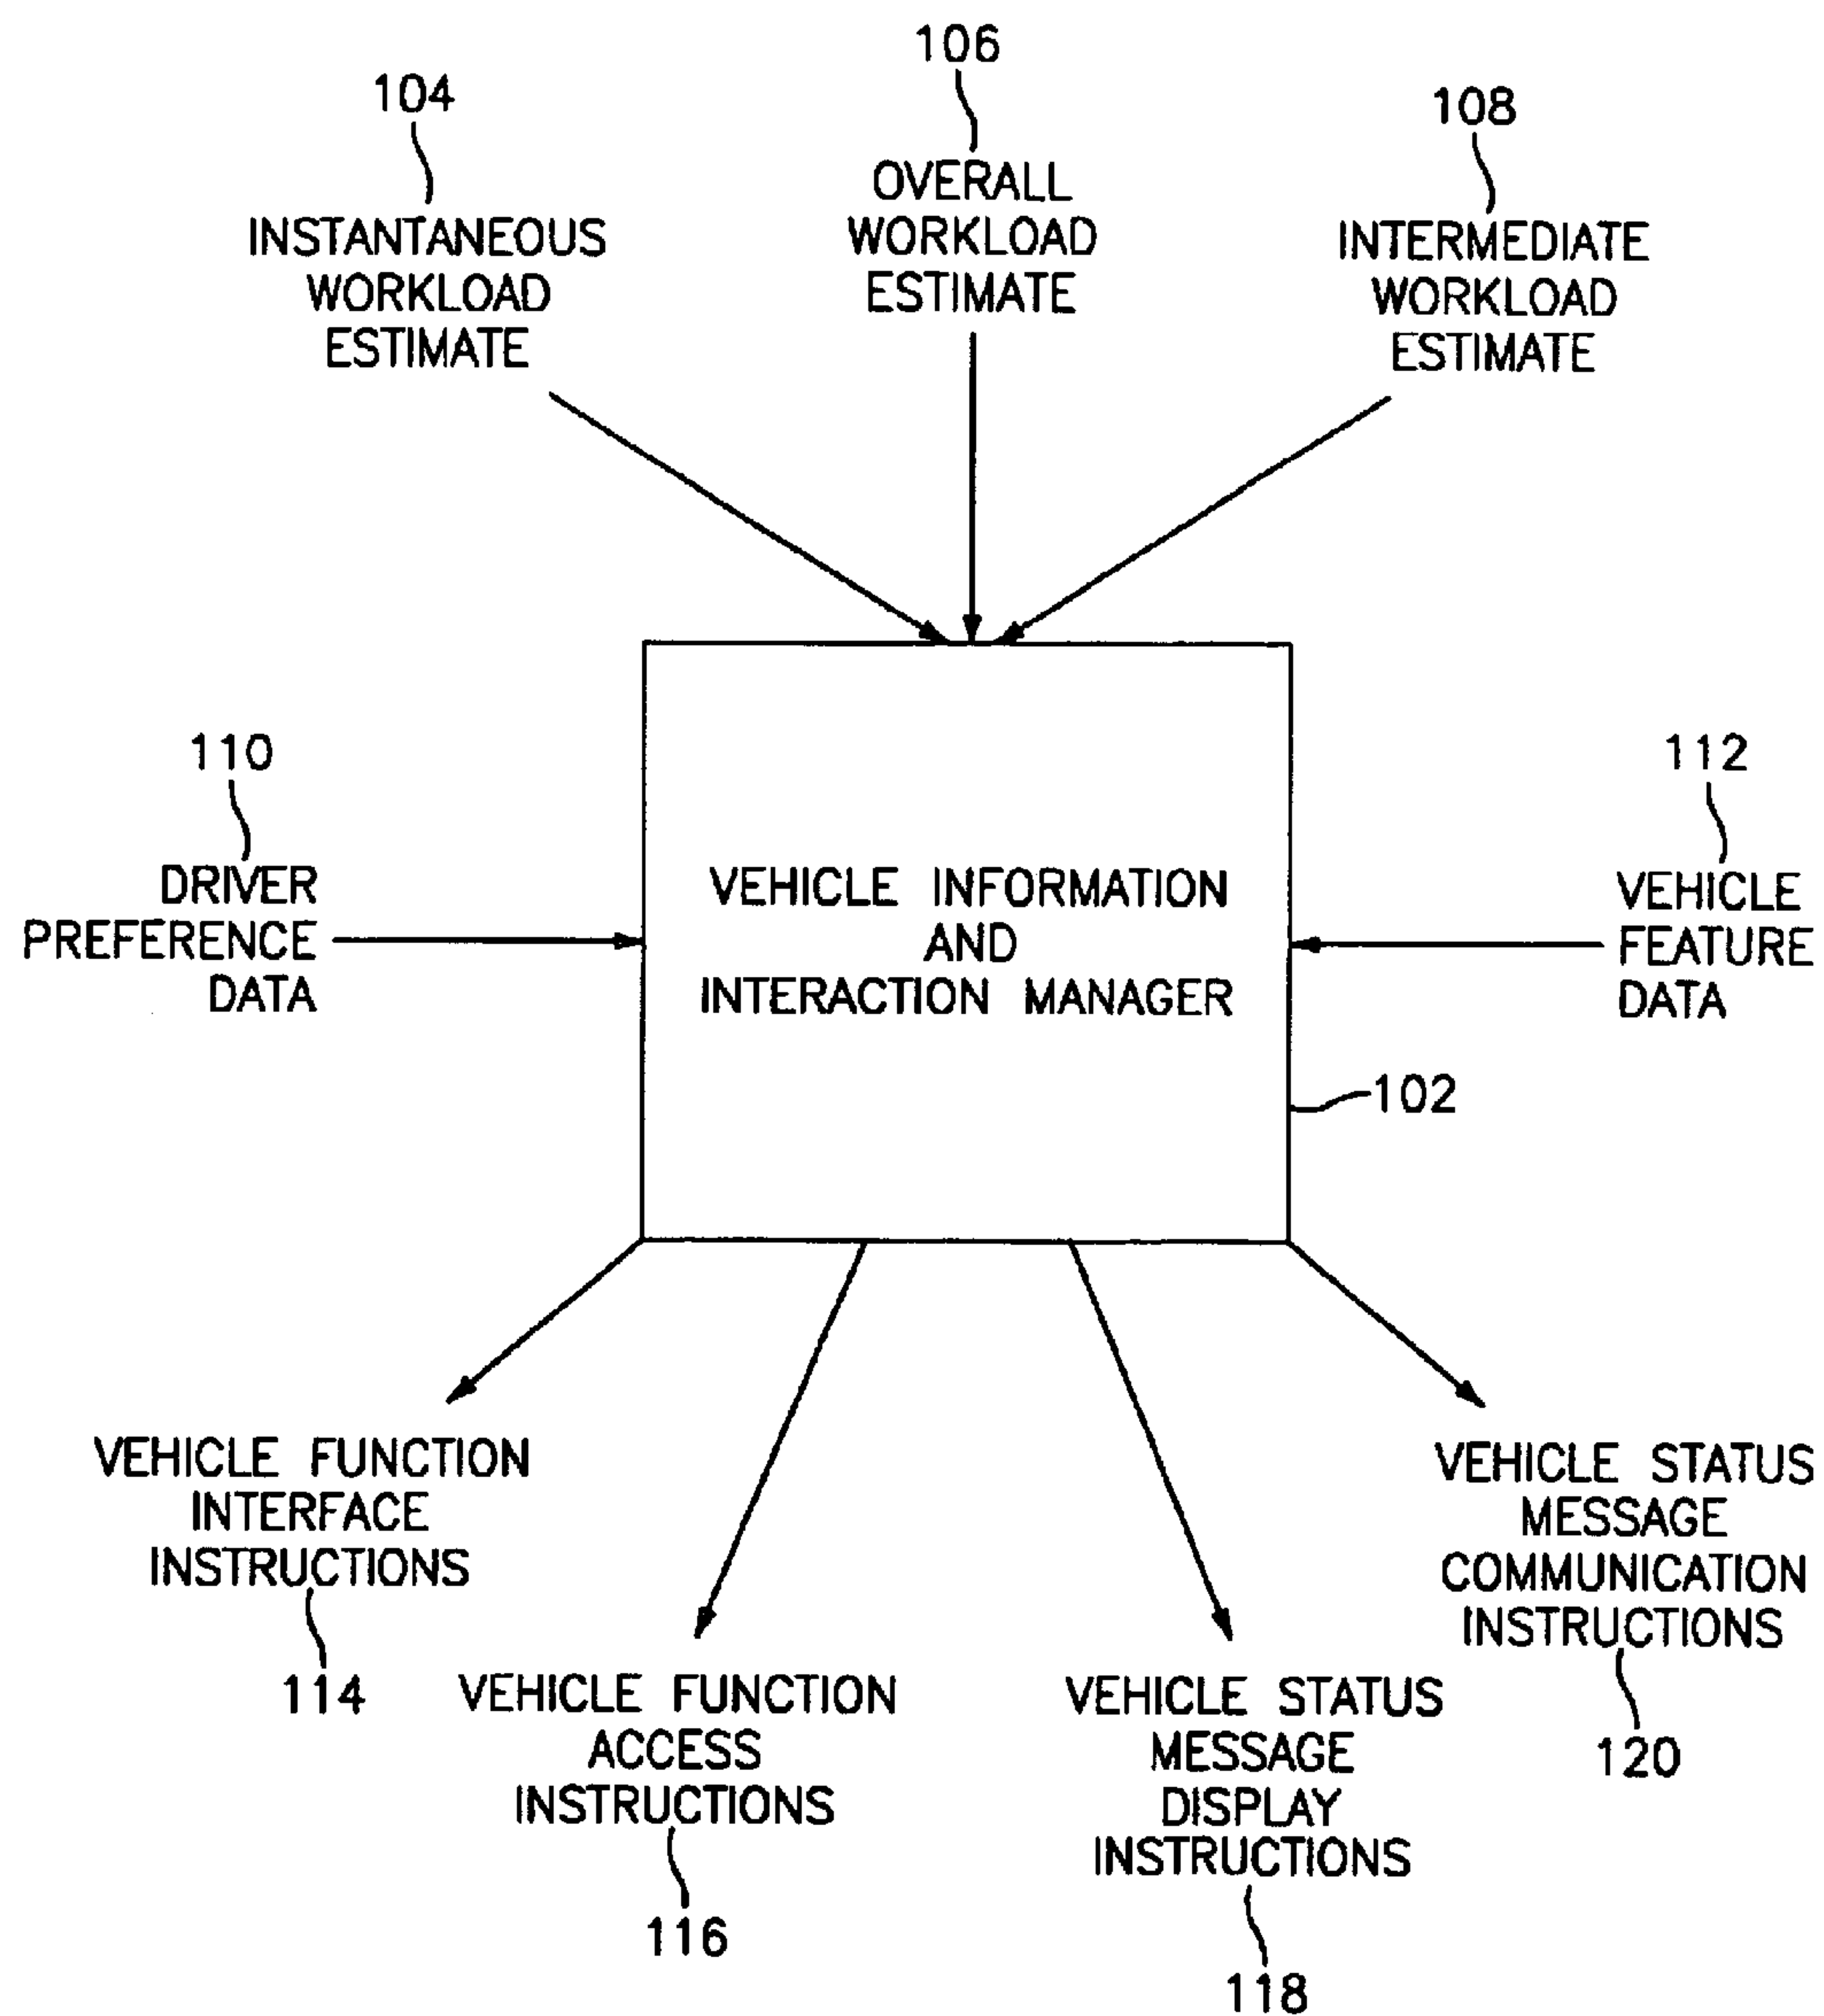 106
104
108
OVERALL
WORKLOAD
ESTIMATE
INSTANTANEOUS
WORKLOAD
ESTIMATE
INTERMEDIATE
WORKLOAD
ESTIMATE
110
112
DRIVER
PREFERENCE
DATA
VEHICLE INFORMATION
AND
INTERACTION MANAGER
VEHICLE
FEATURE
DATA
102
VEHICLE FUNCTION
INTERFACE
INSTRUCTIONS
114
VEHICLE FUNCTION
ACCESS
INSTRUCTIONS
116
VEHICLE STATUS
MESSAGE
DISPLAY
INSTRUCTIONS
118
VEHICLE STATUS
MESSAGE
COMMUNICATION
INSTRUCTIONS
120